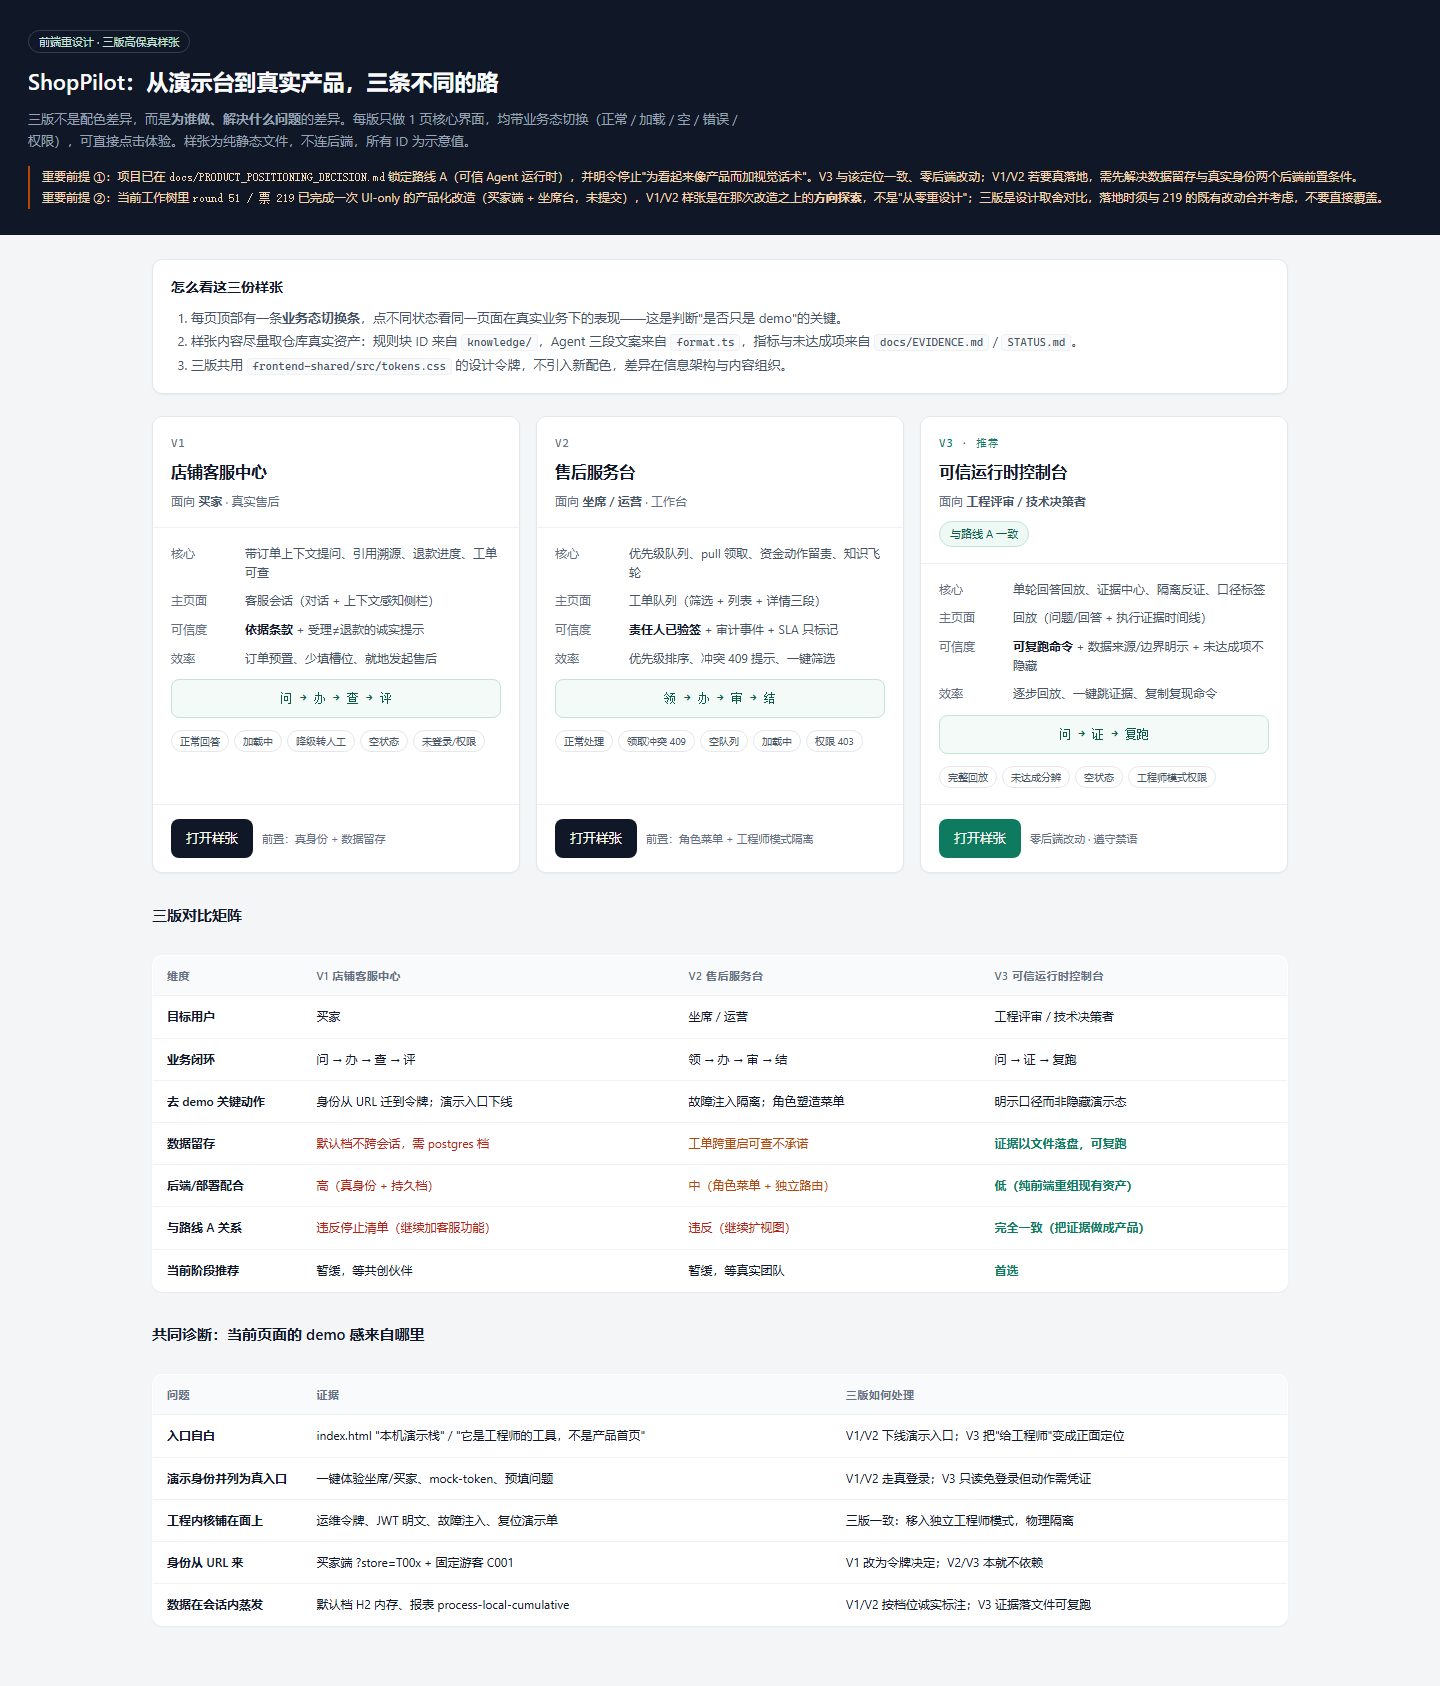 前端重设计 · 三版高保真样张
ShopPilot：从演示台到真实产品，三条不同的路
三版不是配色差异，而是为谁做、解决什么问题的差异。每版只做 1 页核心界面，均带业务态切换（正常 / 加载 / 空 / 错误 /
权限），可直接点击体验。样张为纯静态文件，不连后端，所有 ID 为示意值。
重要前提 ①：项目已在 docs/PRODUCT_POSITIONING_DECISION.md 锁定路线 A（可信 Agent 运行时），并明令停止"为看起来像产品而加视觉话术"。V3 与该定位一致、零后端改动；V1/V2 若要真落地，需先解决数据留存与真实身份两个后端前置条件。
重要前提 ②：当前工作树里 round 51 / 票 219 已完成一次 UI-only 的产品化改造（买家端 + 坐席台，未提交），V1/V2 样张是在那次改造之上的方向探索，不是"从零重设计"；三版是设计取舍对比，落地时须与 219 的既有改动合并考虑，不要直接覆盖。
怎么看这三份样张
1. 每页顶部有一条业务态切换条，点不同状态看同一页面在真实业务下的表现——这是判断"是否只是 demo"的关键。
2. 样张内容尽量取仓库真实资产：规则块 ID 来自 knowledge/ ，Agent 三段文案来自 format.ts ，指标与未达成项来自 docs/EVIDENCE.md / STATUS.md 。
3. 三版共用 frontend-shared/src/tokens.css 的设计令牌，不引入新配色，差异在信息架构与内容组织。
V1
店铺客服中心
面向 买家 · 真实售后
核心 带订单上下文提问、引用溯源、退款进度、工单
可查
主页面 客服会话（对话 + 上下文感知侧栏）
可信度 依据条款 + 受理≠退款的诚实提示
效率 订单预置、少填槽位、就地发起售后
问 → 办 → 查 → 评
正常回答 加载中 降级转人工 空状态 未登录/权限
打开样张 前置：真身份 + 数据留存
V2
售后服务台
面向 坐席 / 运营 · 工作台
核心 优先级队列、pull 领取、资金动作留责、知识飞
轮
主页面 工单队列（筛选 + 列表 + 详情三段）
可信度 责任人已验签 + 审计事件 + SLA 只标记
效率 优先级排序、冲突 409 提示、一键筛选
领 → 办 → 审 → 结
正常处理 领取冲突 409 空队列 加载中 权限 403
打开样张 前置：角色菜单 + 工程师模式隔离
V3 · 推荐
可信运行时控制台
面向 工程评审 / 技术决策者
与路线 A 一致
核心 单轮回答回放、证据中心、隔离反证、口径标签
主页面 回放（问题/回答 + 执行证据时间线）
可信度 可复跑命令 + 数据来源/边界明示 + 未达成项不
隐藏
效率 逐步回放、一键跳证据、复制复现命令
问 → 证 → 复跑
完整回放 未达成分辨 空状态 工程师模式权限
打开样张 零后端改动 · 遵守禁语
三版对比矩阵
维度 V1 店铺客服中心 V2 售后服务台 V3 可信运行时控制台
目标用户 买家 坐席 / 运营 工程评审 / 技术决策者
业务闭环 问 → 办 → 查 → 评 领 → 办 → 审 → 结 问 → 证 → 复跑
去 demo 关键动作 身份从 URL 迁到令牌；演示入口下线 故障注入隔离；角色塑造菜单 明示口径而非隐藏演示态
数据留存 默认档不跨会话，需 postgres 档 工单跨重启可查不承诺 证据以文件落盘，可复跑
后端/部署配合 高（真身份 + 持久档） 中（角色菜单 + 独立路由） 低（纯前端重组现有资产）
与路线 A 关系 违反停止清单（继续加客服功能） 违反（继续扩视图） 完全一致（把证据做成产品）
当前阶段推荐 暂缓，等共创伙伴 暂缓，等真实团队 首选
共同诊断：当前页面的 demo 感来自哪里
问题 证据 三版如何处理
入口自白 index.html "本机演示栈" / "它是工程师的工具，不是产品首页" V1/V2 下线演示入口；V3 把"给工程师"变成正面定位
演示身份并列为真入口 一键体验坐席/买家、mock-token、预填问题 V1/V2 走真登录；V3 只读免登录但动作需凭证
工程内核铺在面上 运维令牌、JWT 明文、故障注入、复位演示单 三版一致：移入独立工程师模式，物理隔离
身份从 URL 来 买家端 ?store=T00x + 固定游客 C001 V1 改为令牌决定；V2/V3 本就不依赖
数据在会话内蒸发 默认档 H2 内存、报表 process-local-cumulative V1/V2 按档位诚实标注；V3 证据落文件可复跑